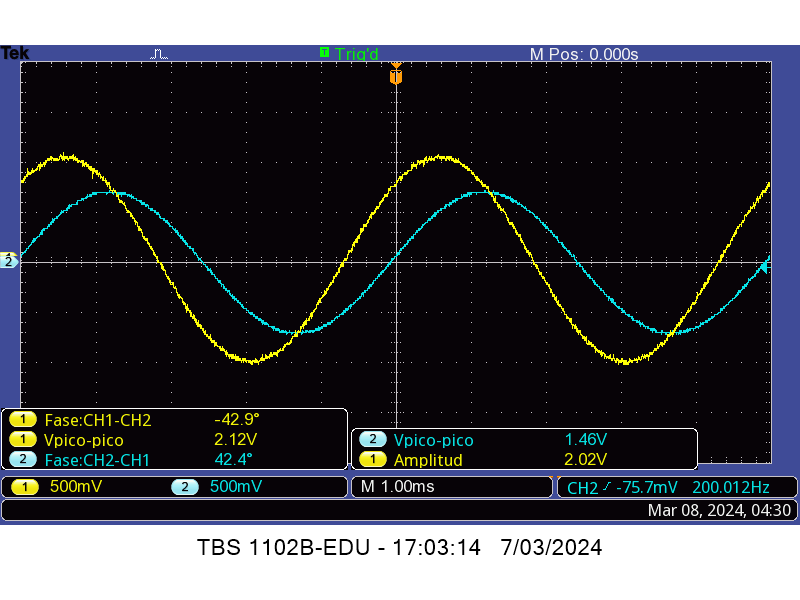 Tek T Trig'd M Pos: 0.000s
T
2
1 Fase:CH1-CH2 -42.9°
1 Vpico-pico 2.12V
2 Fase:CH2-CH1 42.4°
2 Vpico-pico 1.46V
1 Amplitud 2.02V
1 500mV 2 500mV M 1.00ms CH2 -75.7mV 200.012Hz
Mar 08, 2024, 04:30
TBS 1102B-EDU - 17:03:14 7/03/2024